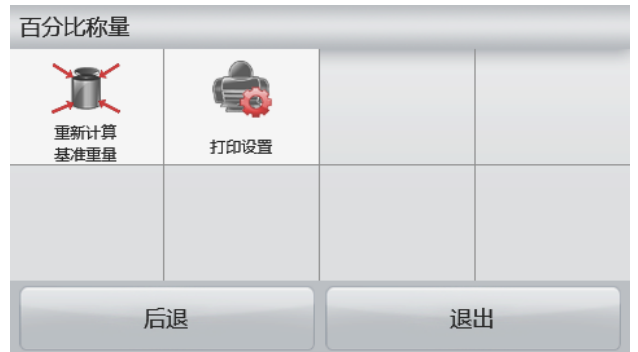 百分比称量
重新计算
基准重量
打印设置
后退
退出